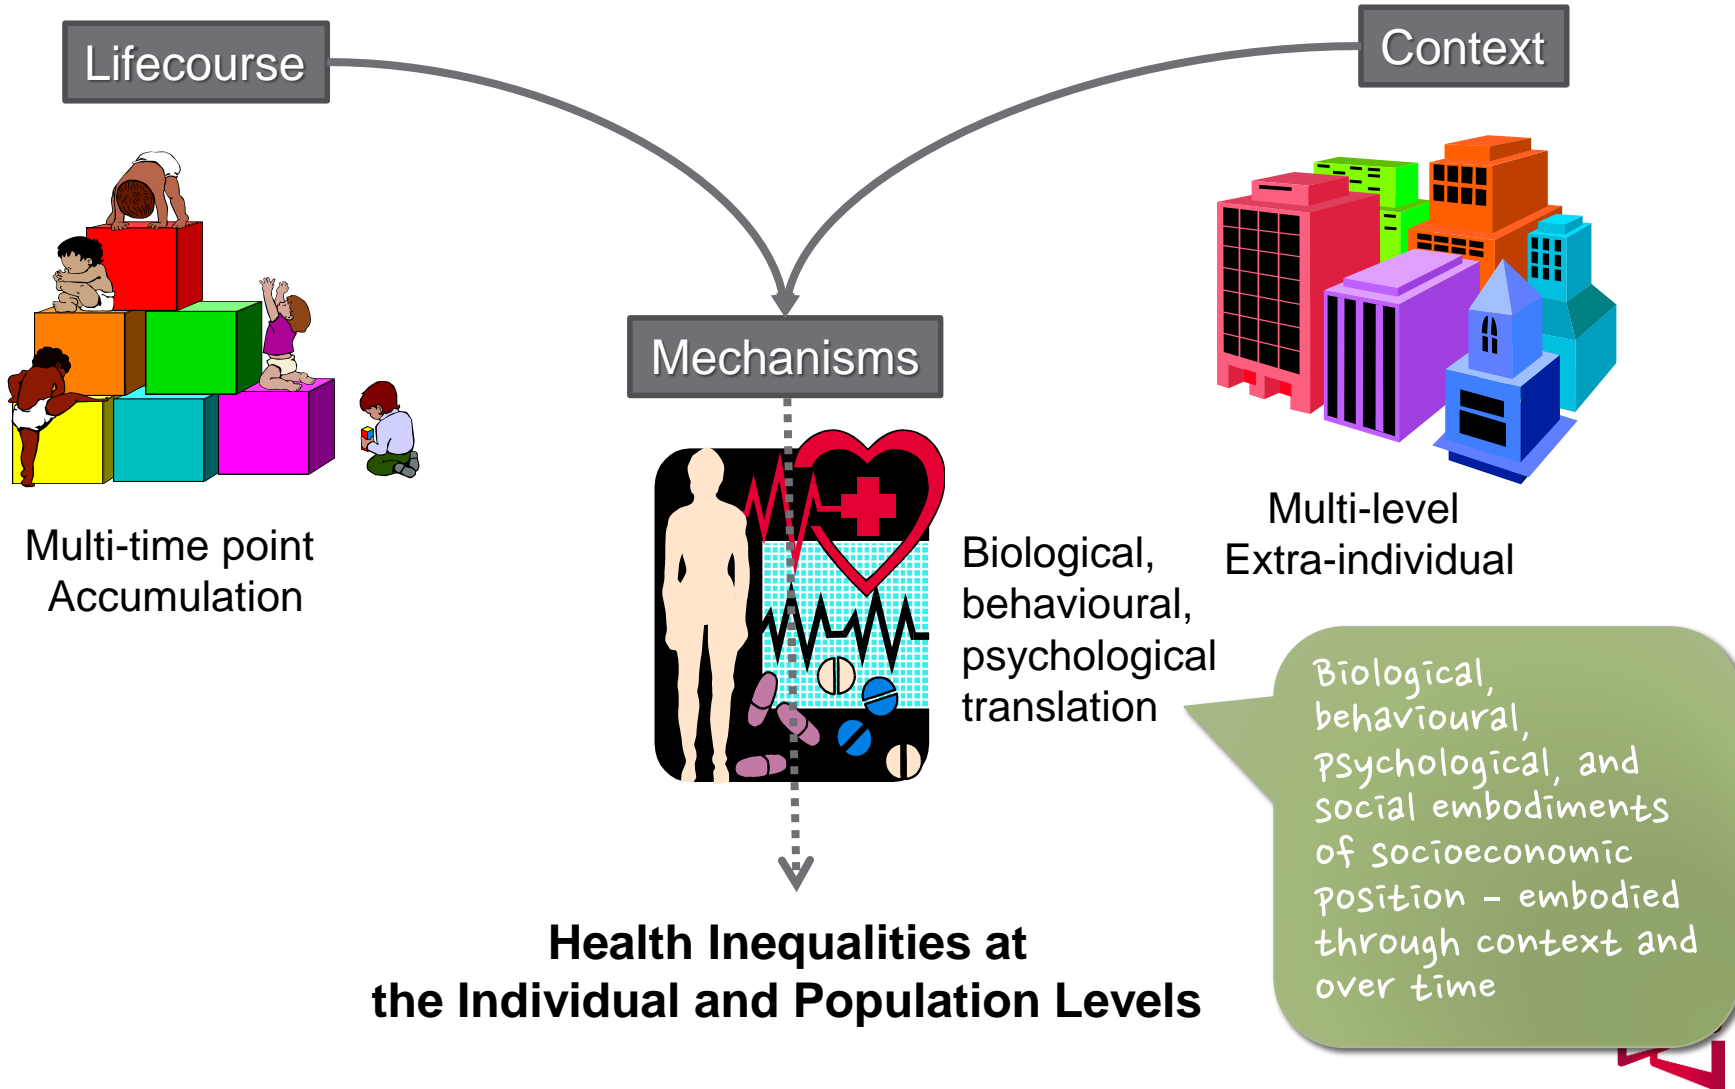 Lifecourse
Context
Mechanisms
Multi-time point
Accumulation
Multi-level
Extra-individual
Biological,
behavioural,
psychological
translation
Biological,
behavioural,
psychological, and
social embodiments
of socioeconomic
position – embodied
through context and
over time
Health Inequalities at
the Individual and Population Levels